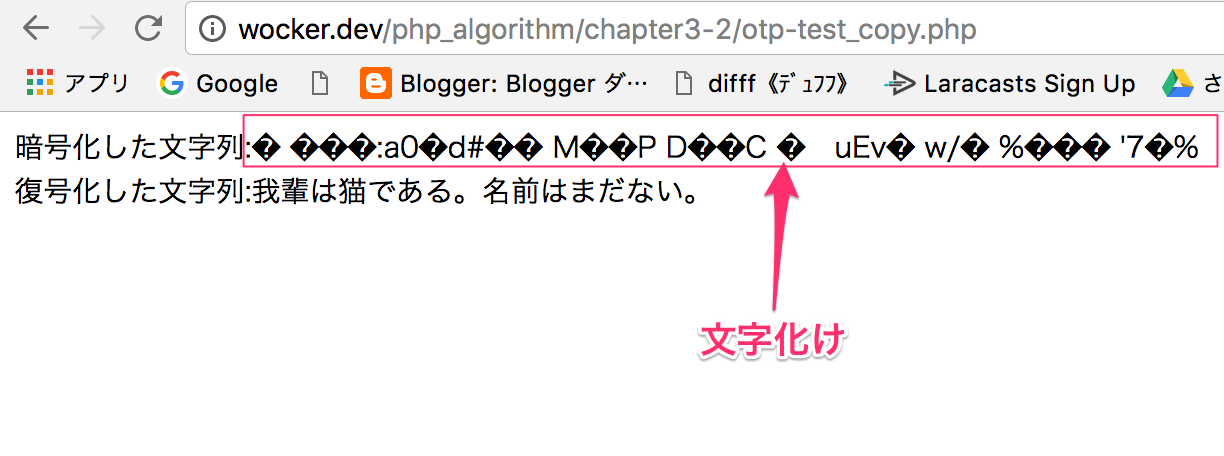 wocker.dev/php_algorithm/chapter3-2/otp-test_copy.php
アプリ Google Blogger: Blogger ダ… difff《ﾃﾞｭﾌﾌ》 Laracasts Sign Up さ
暗号化した文字列:� ���:a0�d#�� M��P D��C � uEv� w/� %��� '7�%
復号化した文字列:我輩は猫である。名前はまだない。
文字化け